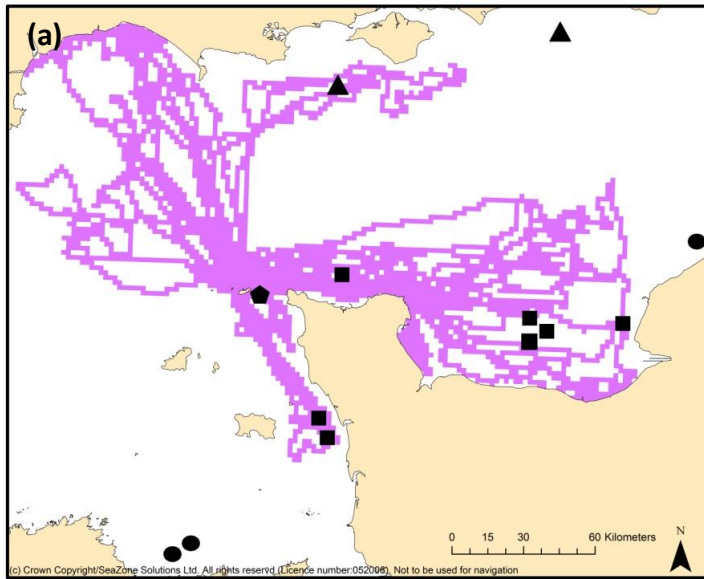 (a)
N
0 15 30 60 Kilometers
(c) Crown Copyright/SeaZone Solutions Ltd. All rights reserved (Licence number:052006). Not to be used for navigation